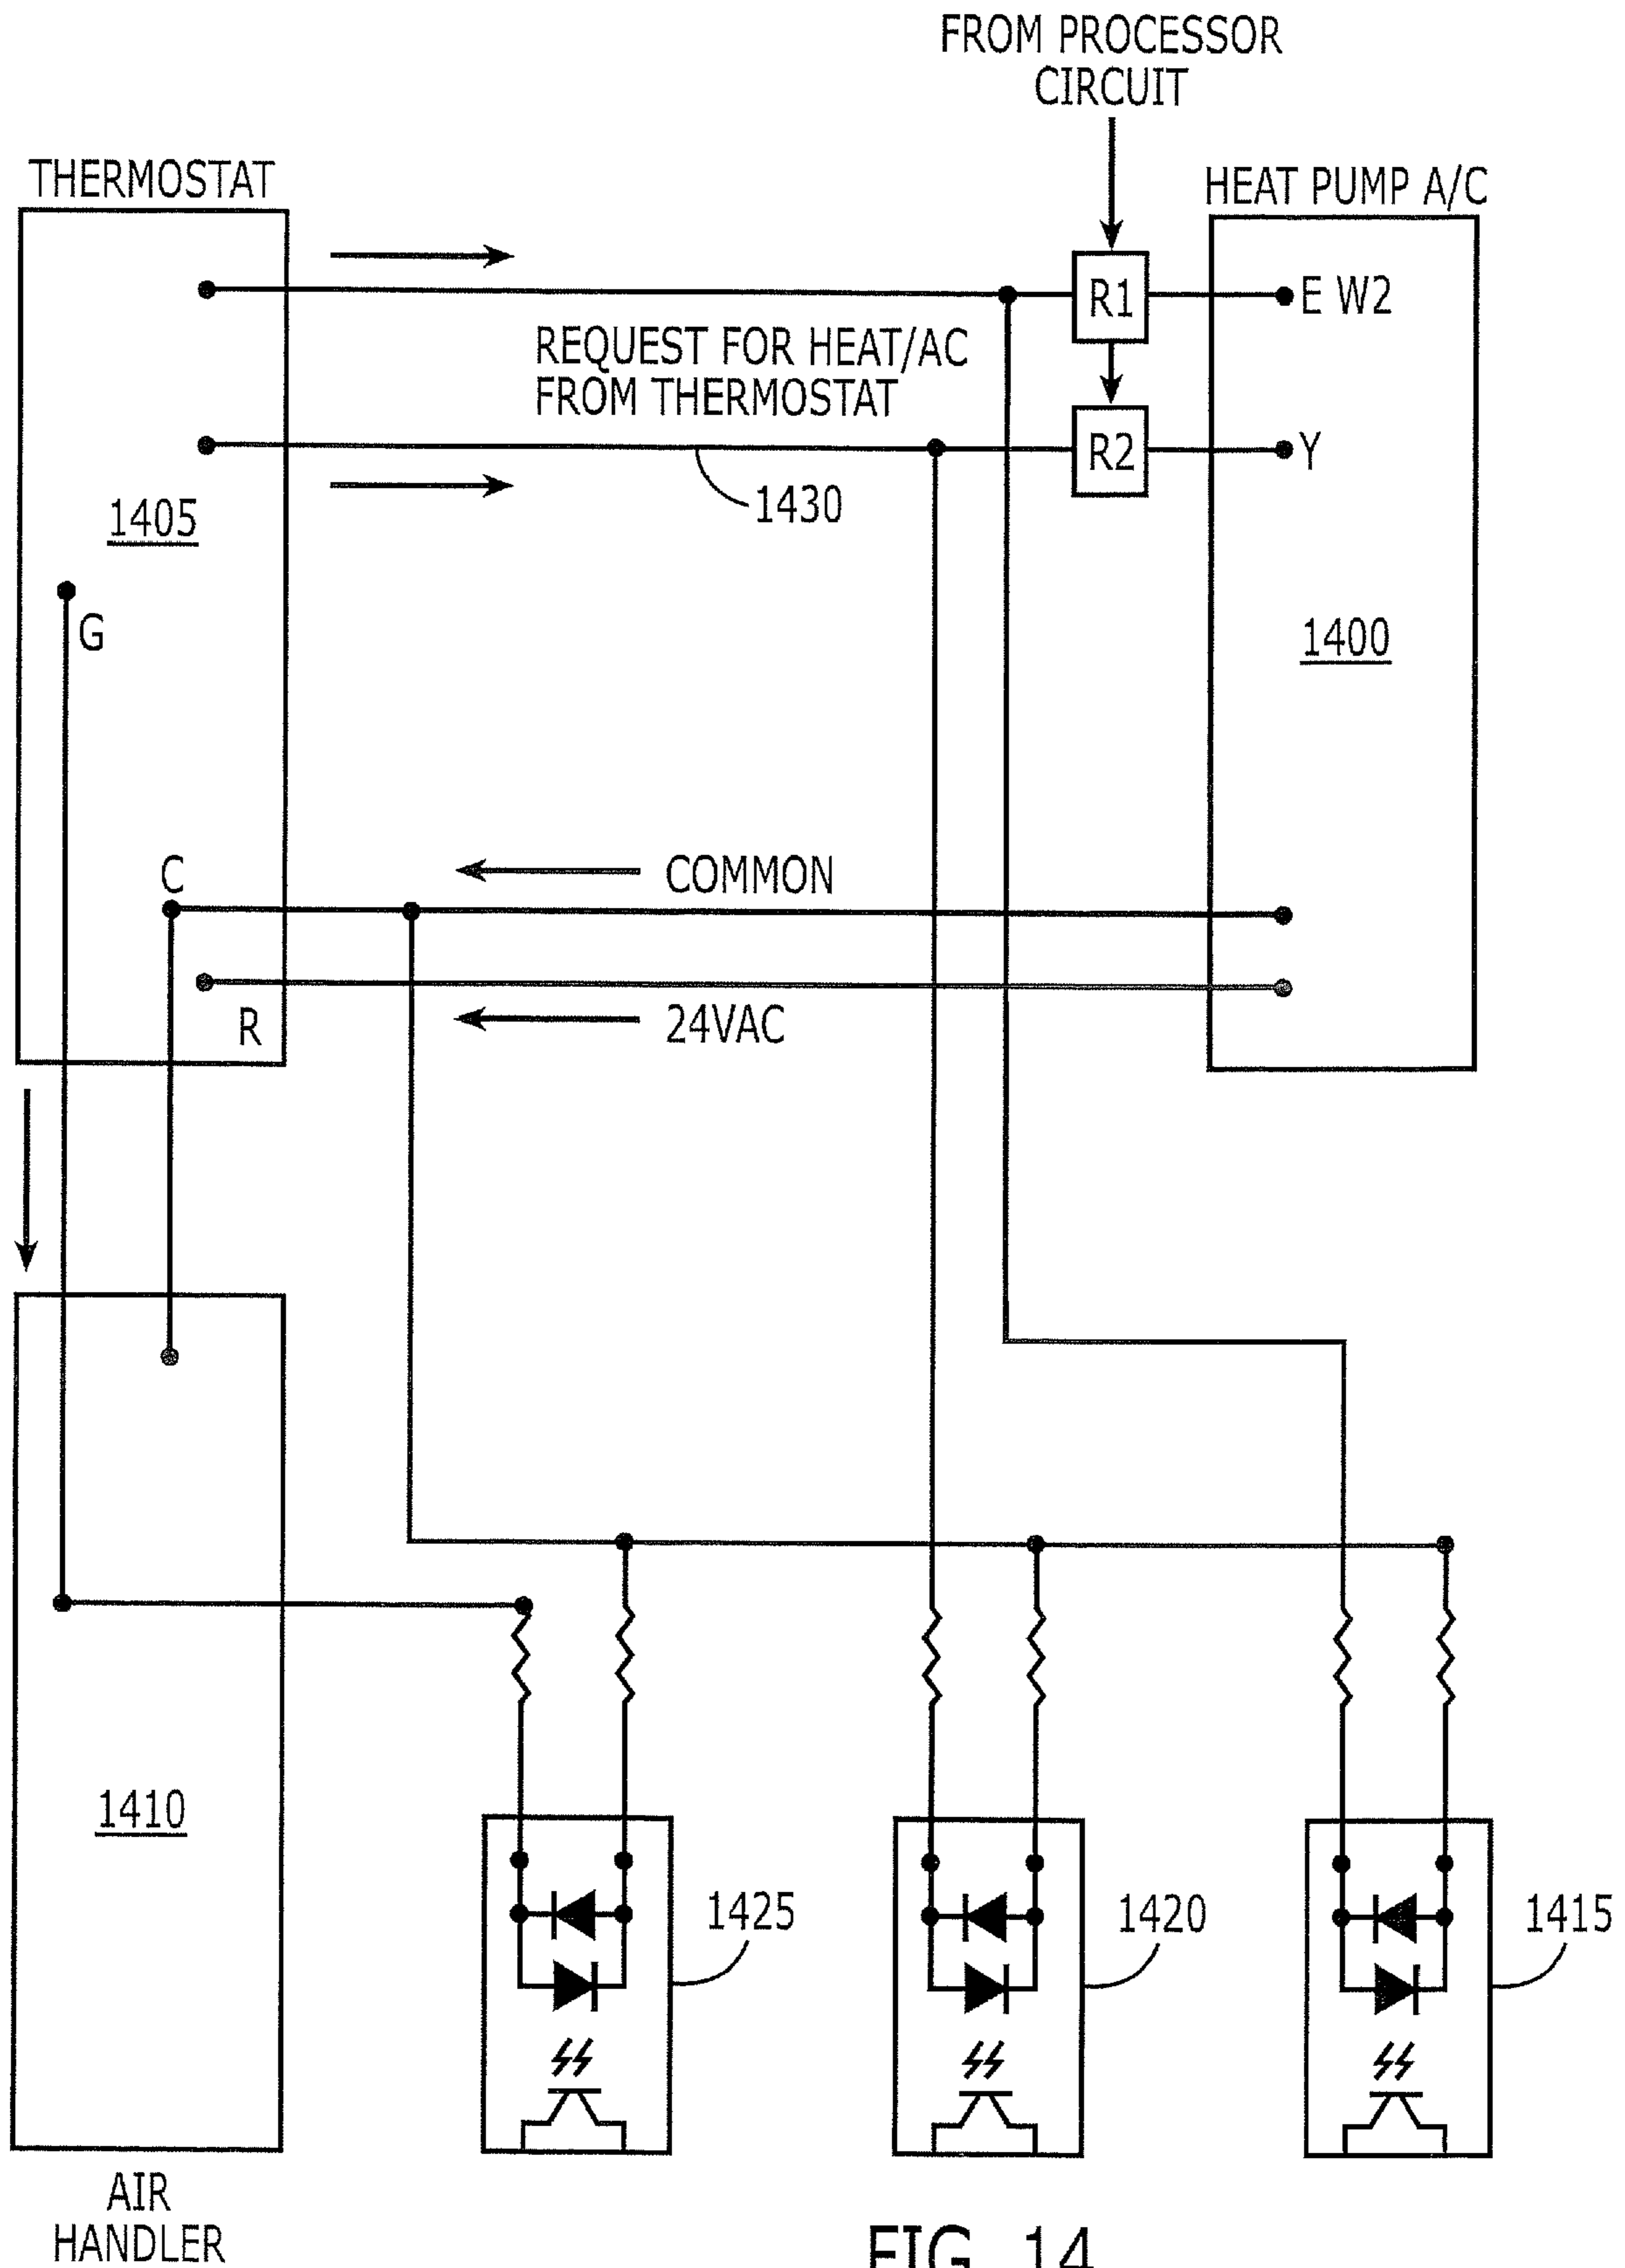 FROM PROCESSOR
CIRCUIT
THERMOSTAT
HEAT PUMP A/C
R1
E W2
REQUEST FOR HEAT/AC
FROM THERMOSTAT
R2
Y
1430
1405
G
1400
C
COMMON
R
24VAC
1410
1425
1420
1415
AIR
HANDLER
FIG. 14